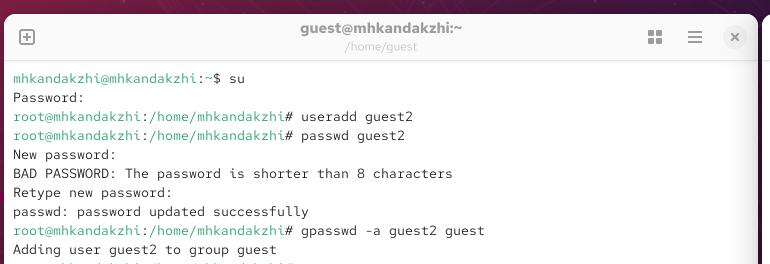 guest@mhkandakzhi:~
/home/guest
mhkandakzhi@mhkandakzhi:~$ su
Password:
root@mhkandakzhi:/home/mhkandakzhi# useradd guest2
root@mhkandakzhi:/home/mhkandakzhi# passwd guest2
New password:
BAD PASSWORD: The password is shorter than 8 characters
Retype new password:
passwd: password updated successfully
root@mhkandakzhi:/home/mhkandakzhi# gpasswd -a guest2 guest
Adding user guest2 to group guest